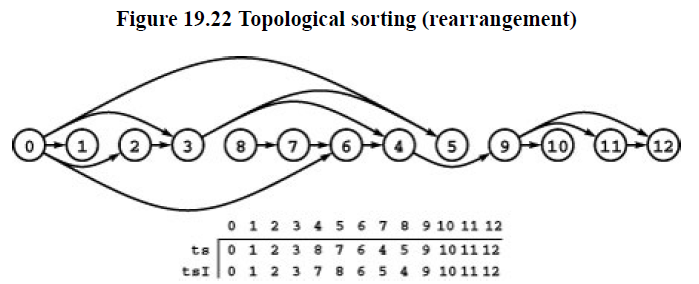 Figure 19.22 Topological sorting (rearrangement)
0 1 2 3 8 7 6 4 5 9 10 11 12
0 1 2 3 4 5 6 7 8 9 10 11 12
ts 0 1 2 3 8 7 6 4 5 9 10 11 12
tsI 0 1 2 3 7 8 6 5 4 9 10 11 12